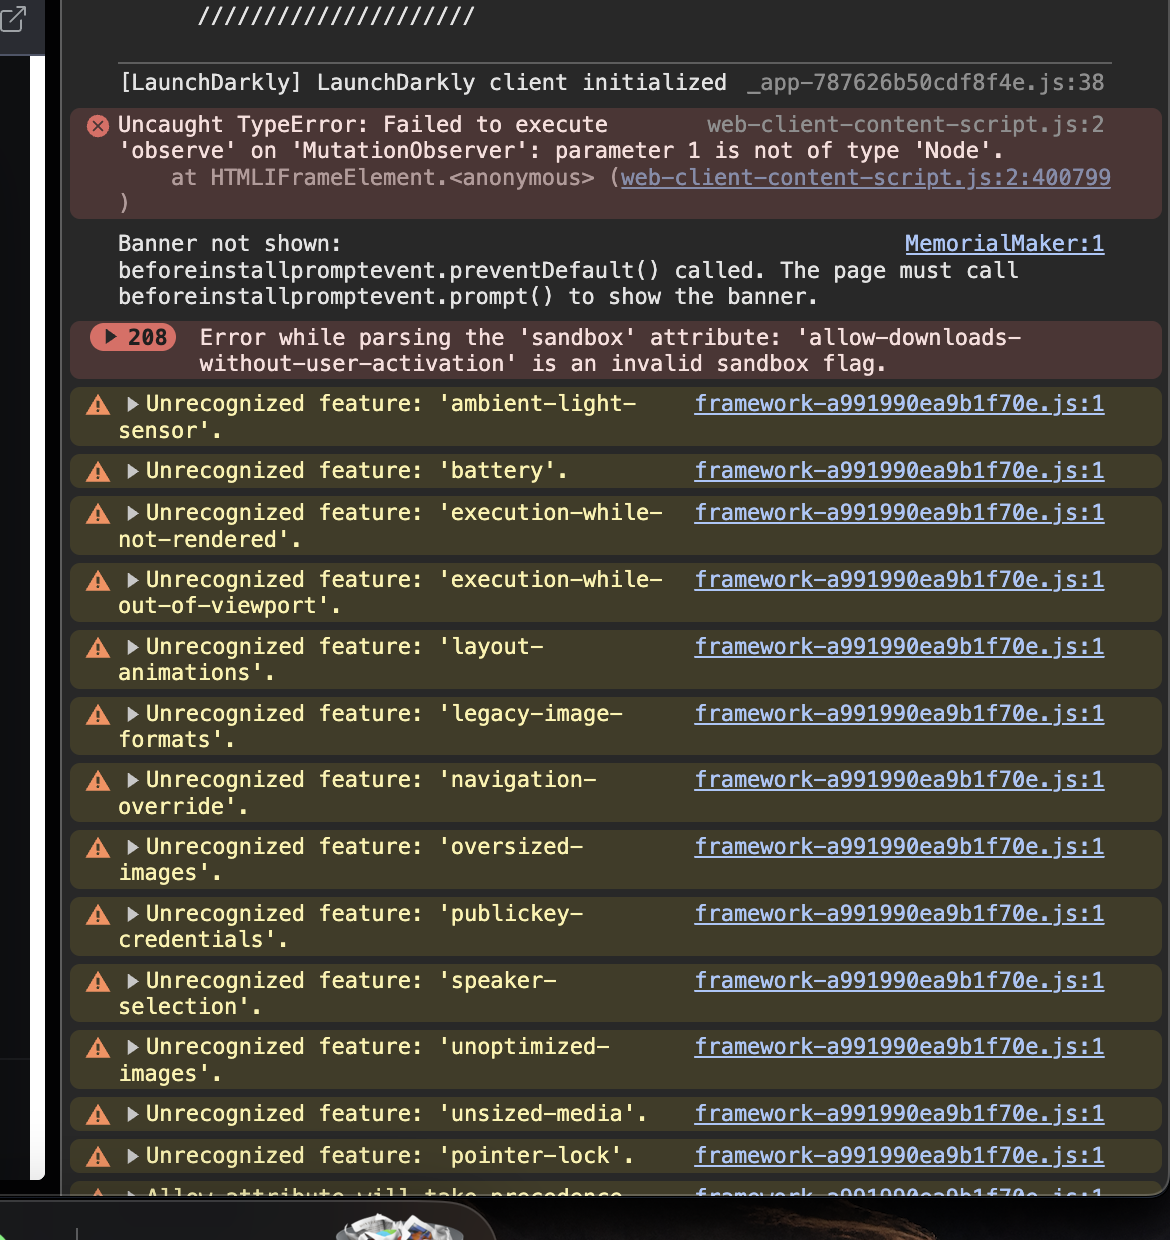 /////////////////////
[LaunchDarkly] LaunchDarkly client initialized _app-787626b50cdf8f4e.js:38
Uncaught TypeError: Failed to execute web-client-content-script.js:2
'observe' on 'MutationObserver': parameter 1 is not of type 'Node'.
at HTMLIFrameElement.<anonymous> (web-client-content-script.js:2:400799
)
Banner not shown: MemorialMaker:1
beforeinstallpromptevent.preventDefault() called. The page must call
beforeinstallpromptevent.prompt() to show the banner.
208 Error while parsing the 'sandbox' attribute: 'allow-downloads-
without-user-activation' is an invalid sandbox flag.
Unrecognized feature: 'ambient-light- framework-a991990ea9b1f70e.js:1
sensor'.
Unrecognized feature: 'battery'. framework-a991990ea9b1f70e.js:1
Unrecognized feature: 'execution-while- framework-a991990ea9b1f70e.js:1
not-rendered'.
Unrecognized feature: 'execution-while- framework-a991990ea9b1f70e.js:1
out-of-viewport'.
Unrecognized feature: 'layout- framework-a991990ea9b1f70e.js:1
animations'.
Unrecognized feature: 'legacy-image- framework-a991990ea9b1f70e.js:1
formats'.
Unrecognized feature: 'navigation- framework-a991990ea9b1f70e.js:1
override'.
Unrecognized feature: 'oversized- framework-a991990ea9b1f70e.js:1
images'.
Unrecognized feature: 'publickey- framework-a991990ea9b1f70e.js:1
credentials'.
Unrecognized feature: 'speaker- framework-a991990ea9b1f70e.js:1
selection'.
Unrecognized feature: 'unoptimized- framework-a991990ea9b1f70e.js:1
images'.
Unrecognized feature: 'unsized-media'. framework-a991990ea9b1f70e.js:1
Unrecognized feature: 'pointer-lock'. framework-a991990ea9b1f70e.js:1
Allow attribute will take precedence framework-a991990ea9b1f70e.js:1